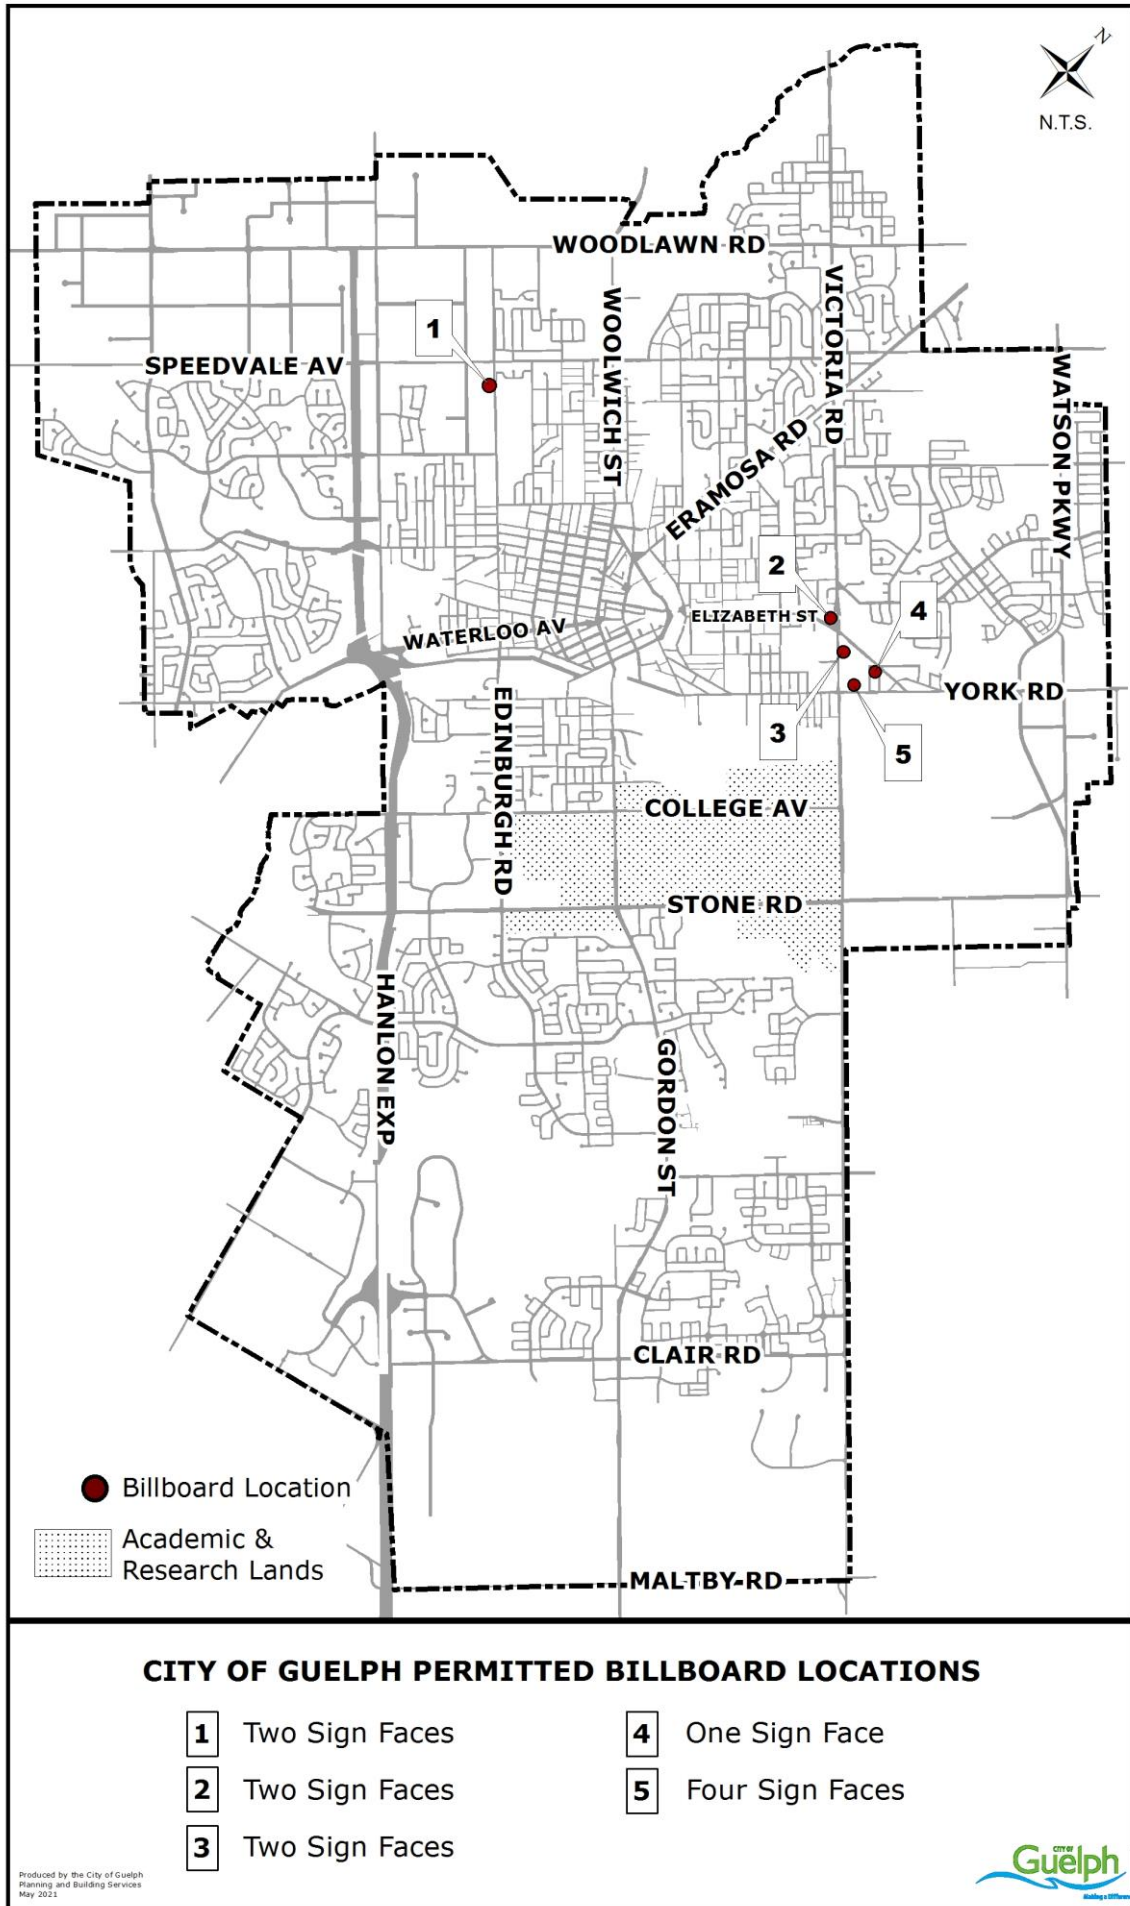 N
N.T.S.
WOODLAWN RD
WOOLWICH ST
VICTORIA RD
1
SPEEDVALE AV
WATSON PKWY
ERAMOSA RD
2
ELIZABETH ST
4
WATERLOO AV
EDINBURGH RD
YORK RD
3
5
COLLEGE AV
STONE RD
HANLON EXP
GORDON ST
CLAIR RD
Billboard Location
Academic &
Research Lands
MALTBY RD
CITY OF GUELPH PERMITTED BILLBOARD LOCATIONS
1 Two Sign Faces
2 Two Sign Faces
3 Two Sign Faces
4 One Sign Face
5 Four Sign Faces
Produced by the City of Guelph
Planning and Building Services
May 2021
CITY OF
Guelph
Making a Difference